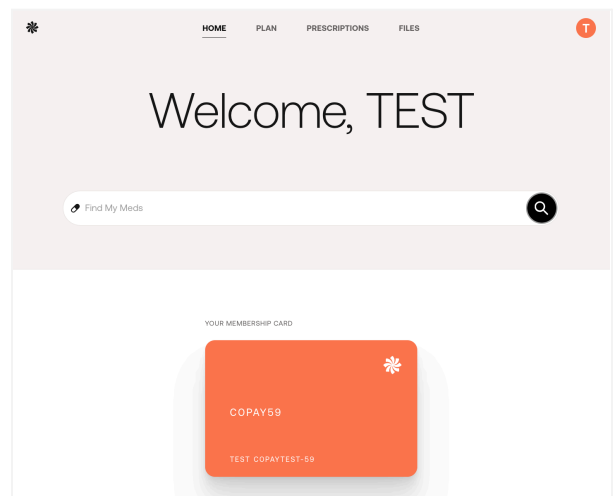 HOME PLAN PRESCRIPTIONS FILES T
Welcome, TEST
Find My Meds
YOUR MEMBERSHIP CARD
COPAY59
TEST COPAYTEST-59